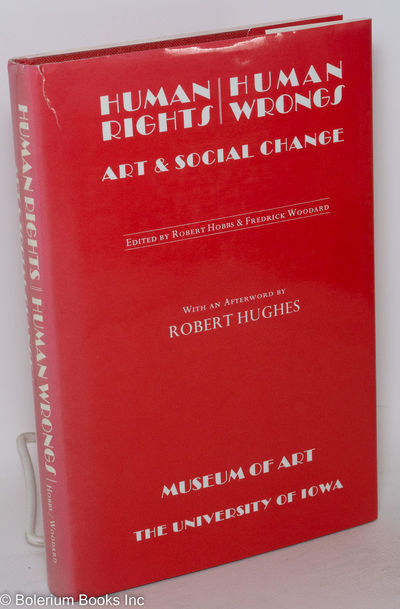 HUMAN | HUMAN
RIGHTS | WRONGS
ART & SOCIAL CHANGE
EDITED BY ROBERT HOBBS & FREDRICK WOODARD
WITH AN AFTERWORD BY
ROBERT HUGHES
MUSEUM OF ART
THE UNIVERSITY OF IOWA
HUMAN RIGHTS | HUMAN WRONGS | HOBBS / WOODARD
© Bolerium Books Inc